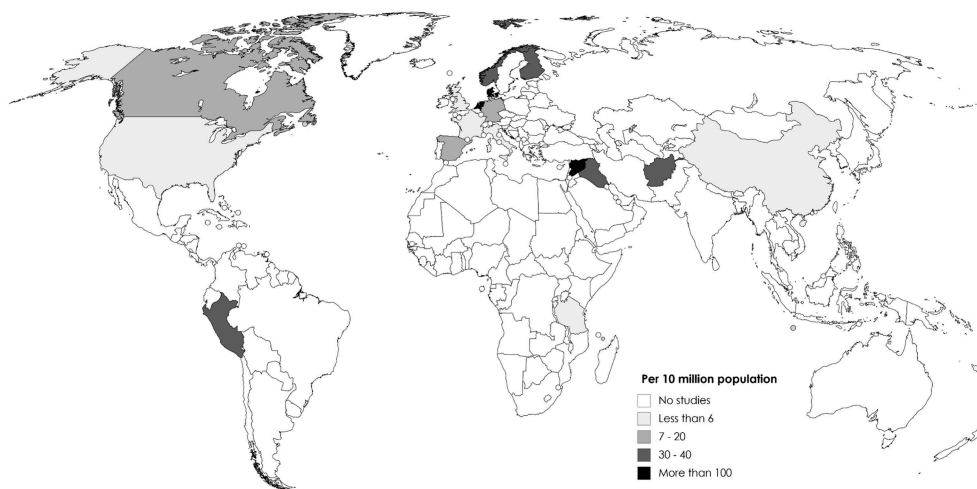 Per 10 million population
No studies
Less than 6
7 - 20
30 - 40
More than 100